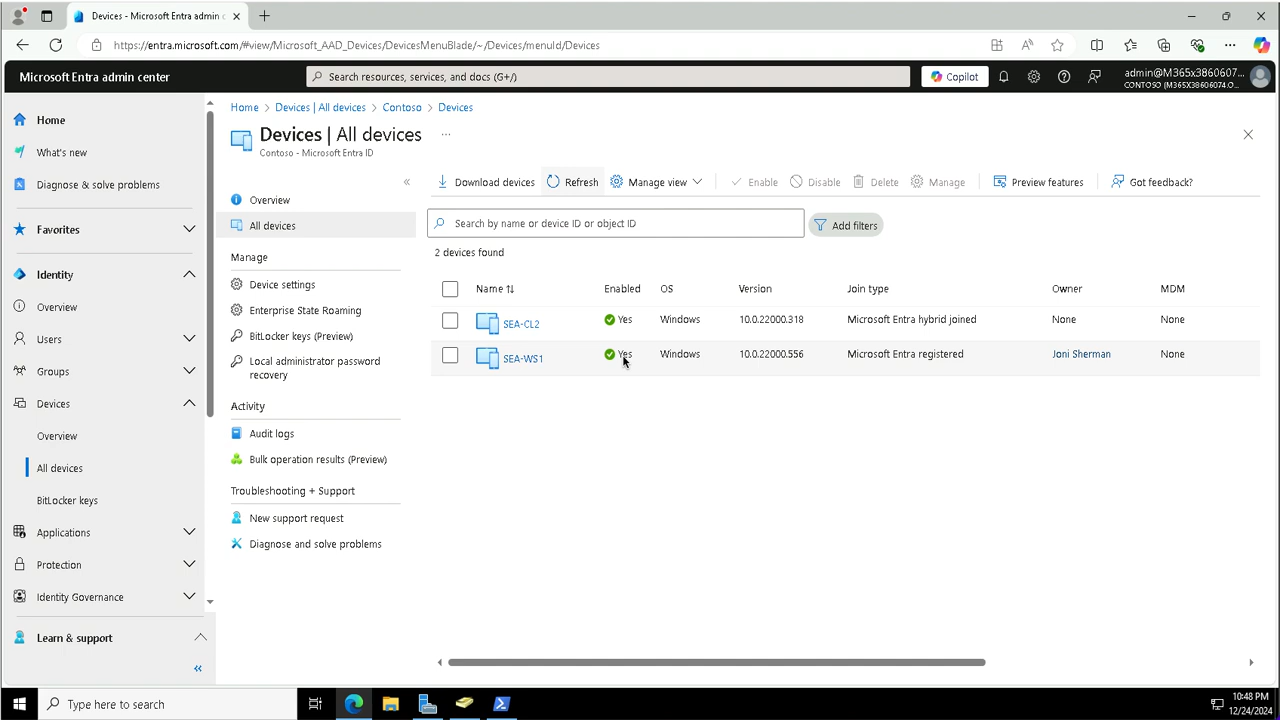 Devices - Microsoft Entra admin c
https://entra.microsoft.com/#view/Microsoft_AAD_Devices/DevicesMenuBlade/~/Devices/menuId/Devices
Microsoft Entra admin center
Search resources, services, and docs (G+/)
Copilot
admin@M365x3860607...
CONTOSO (M365X38606074.O...
Home
What's new
Diagnose & solve problems
Favorites
Identity
Overview
Users
Groups
Devices
Overview
All devices
BitLocker keys
Applications
Protection
Identity Governance
Learn & support
Home > Devices | All devices > Contoso > Devices
Devices | All devices ...
Contoso - Microsoft Entra ID
Overview
All devices
Manage
Device settings
Enterprise State Roaming
BitLocker keys (Preview)
Local administrator password
recovery
Activity
Audit logs
Bulk operation results (Preview)
Troubleshooting + Support
New support request
Diagnose and solve problems
Download devices Refresh Manage view Enable Disable Delete Manage Preview features Got feedback?
Search by name or device ID or object ID
Add filters
2 devices found
Name Enabled OS Version Join type Owner MDM
SEA-CL2 Yes Windows 10.0.22000.318 Microsoft Entra hybrid joined None None
SEA-WS1 Yes Windows 10.0.22000.556 Microsoft Entra registered Joni Sherman None
Type here to search
10:48 PM
12/24/2024